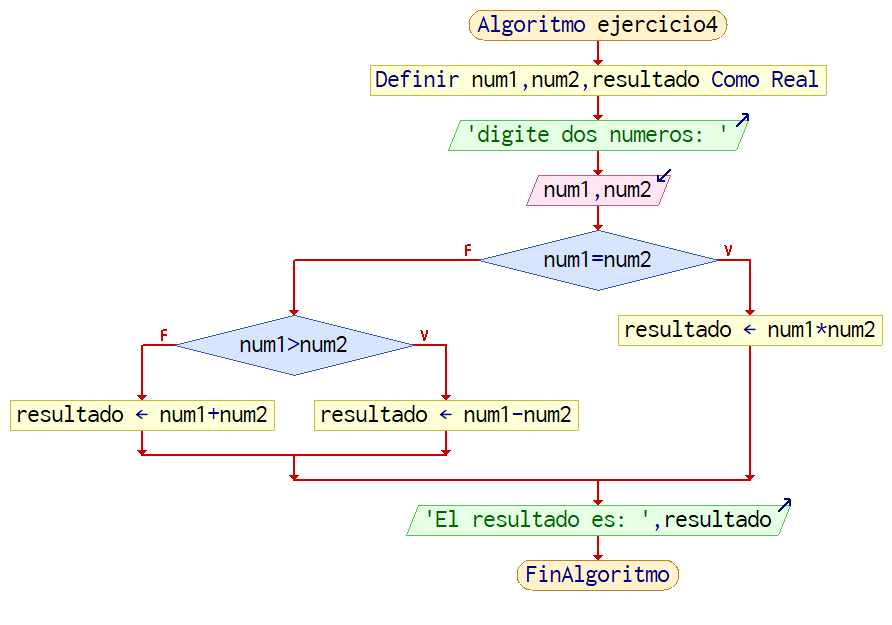 Algoritmo ejercicio4
Definir num1,num2,resultado Como Real
'digite dos numeros: '
num1,num2
num1=num2
F
V
resultado ← num1*num2
num1>num2
F
V
resultado ← num1+num2
resultado ← num1-num2
'El resultado es: ',resultado
FinAlgoritmo